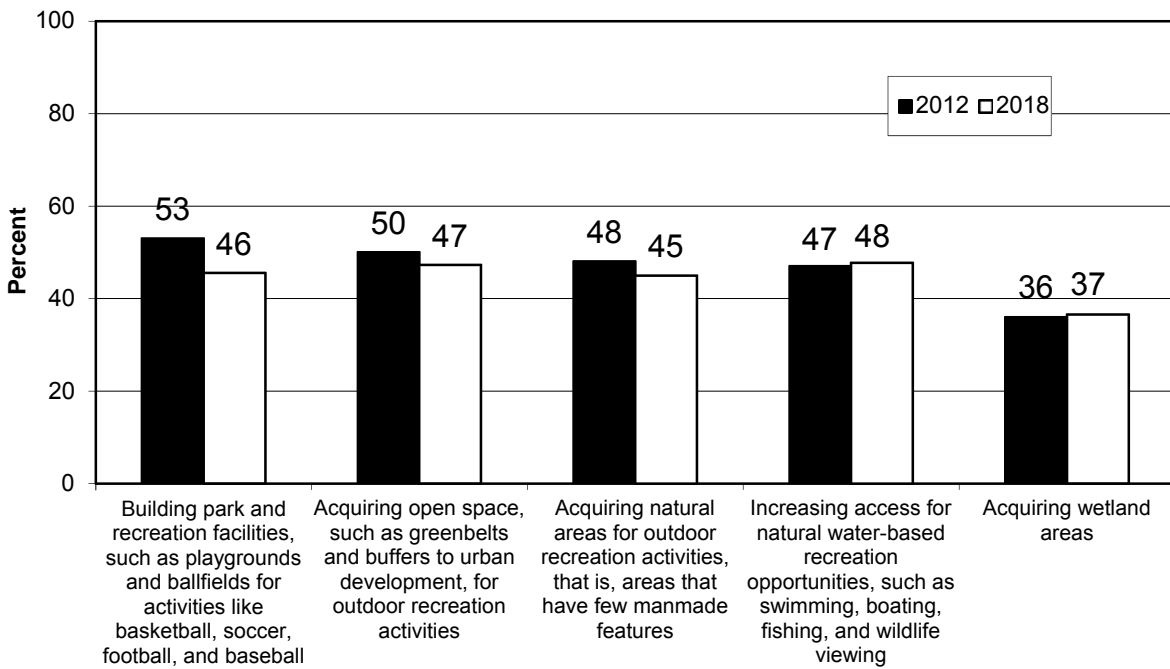 100
80
60
40
20
0
Percent
2012 2018
53
46
50
47
48
45
47
48
36
37
Building park and
recreation facilities,
such as playgrounds
and ballfields for
activities like
basketball, soccer,
football, and baseball
Acquiring open space,
such as greenbelts
and buffers to urban
development, for
outdoor recreation
activities
Acquiring natural
areas for outdoor
recreation activities,
that is, areas that
have few manmade
features
Increasing access for
natural water-based
recreation
opportunities, such as
swimming, boating,
fishing, and wildlife
viewing
Acquiring wetland
areas